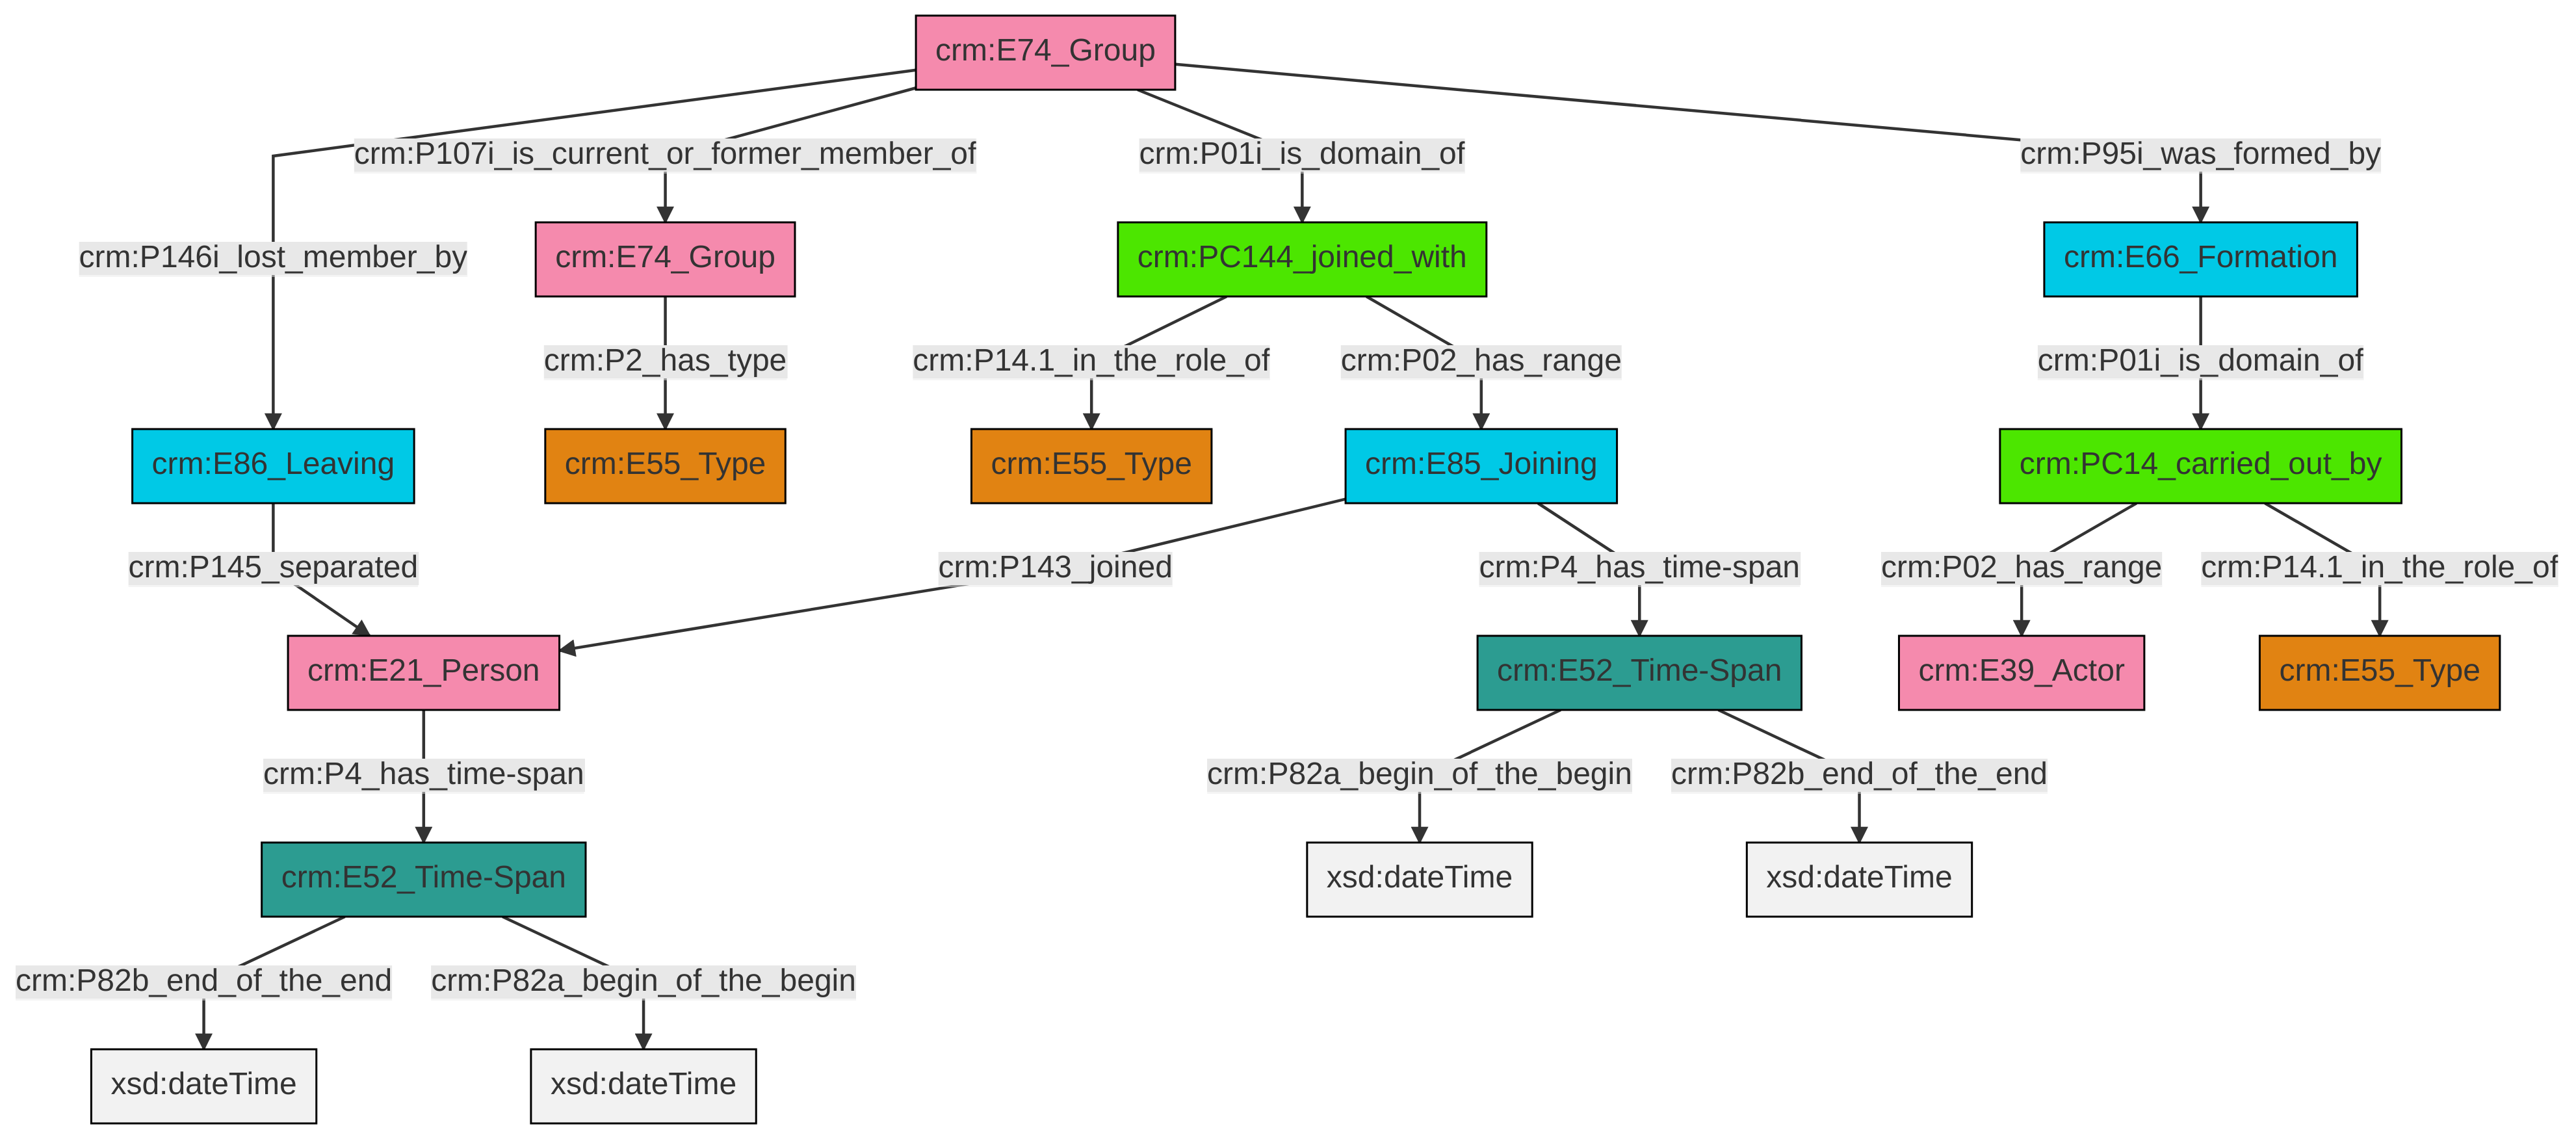 crm:E74_Group
crm:P107i_is_current_or_former_member_of
crm:P01i_is_domain_of
crm:P95i_was_formed_by
crm:P146i_lost_member_by
crm:E74_Group
crm:PC144_joined_with
crm:E66_Formation
crm:P2_has_type
crm:P14.1_in_the_role_of
crm:P02_has_range
crm:P01i_is_domain_of
crm:E86_Leaving
crm:E55_Type
crm:E55_Type
crm:E85_Joining
crm:PC14_carried_out_by
crm:P145_separated
crm:P143_joined
crm:P4_has_time-span
crm:P02_has_range
crm:P14.1_in_the_role_of
crm:E21_Person
crm:E52_Time-Span
crm:E39_Actor
crm:E55_Type
crm:P4_has_time-span
crm:P82a_begin_of_the_begin
crm:P82b_end_of_the_end
crm:E52_Time-Span
xsd:dateTime
xsd:dateTime
crm:P82b_end_of_the_end
crm:P82a_begin_of_the_begin
xsd:dateTime
xsd:dateTime